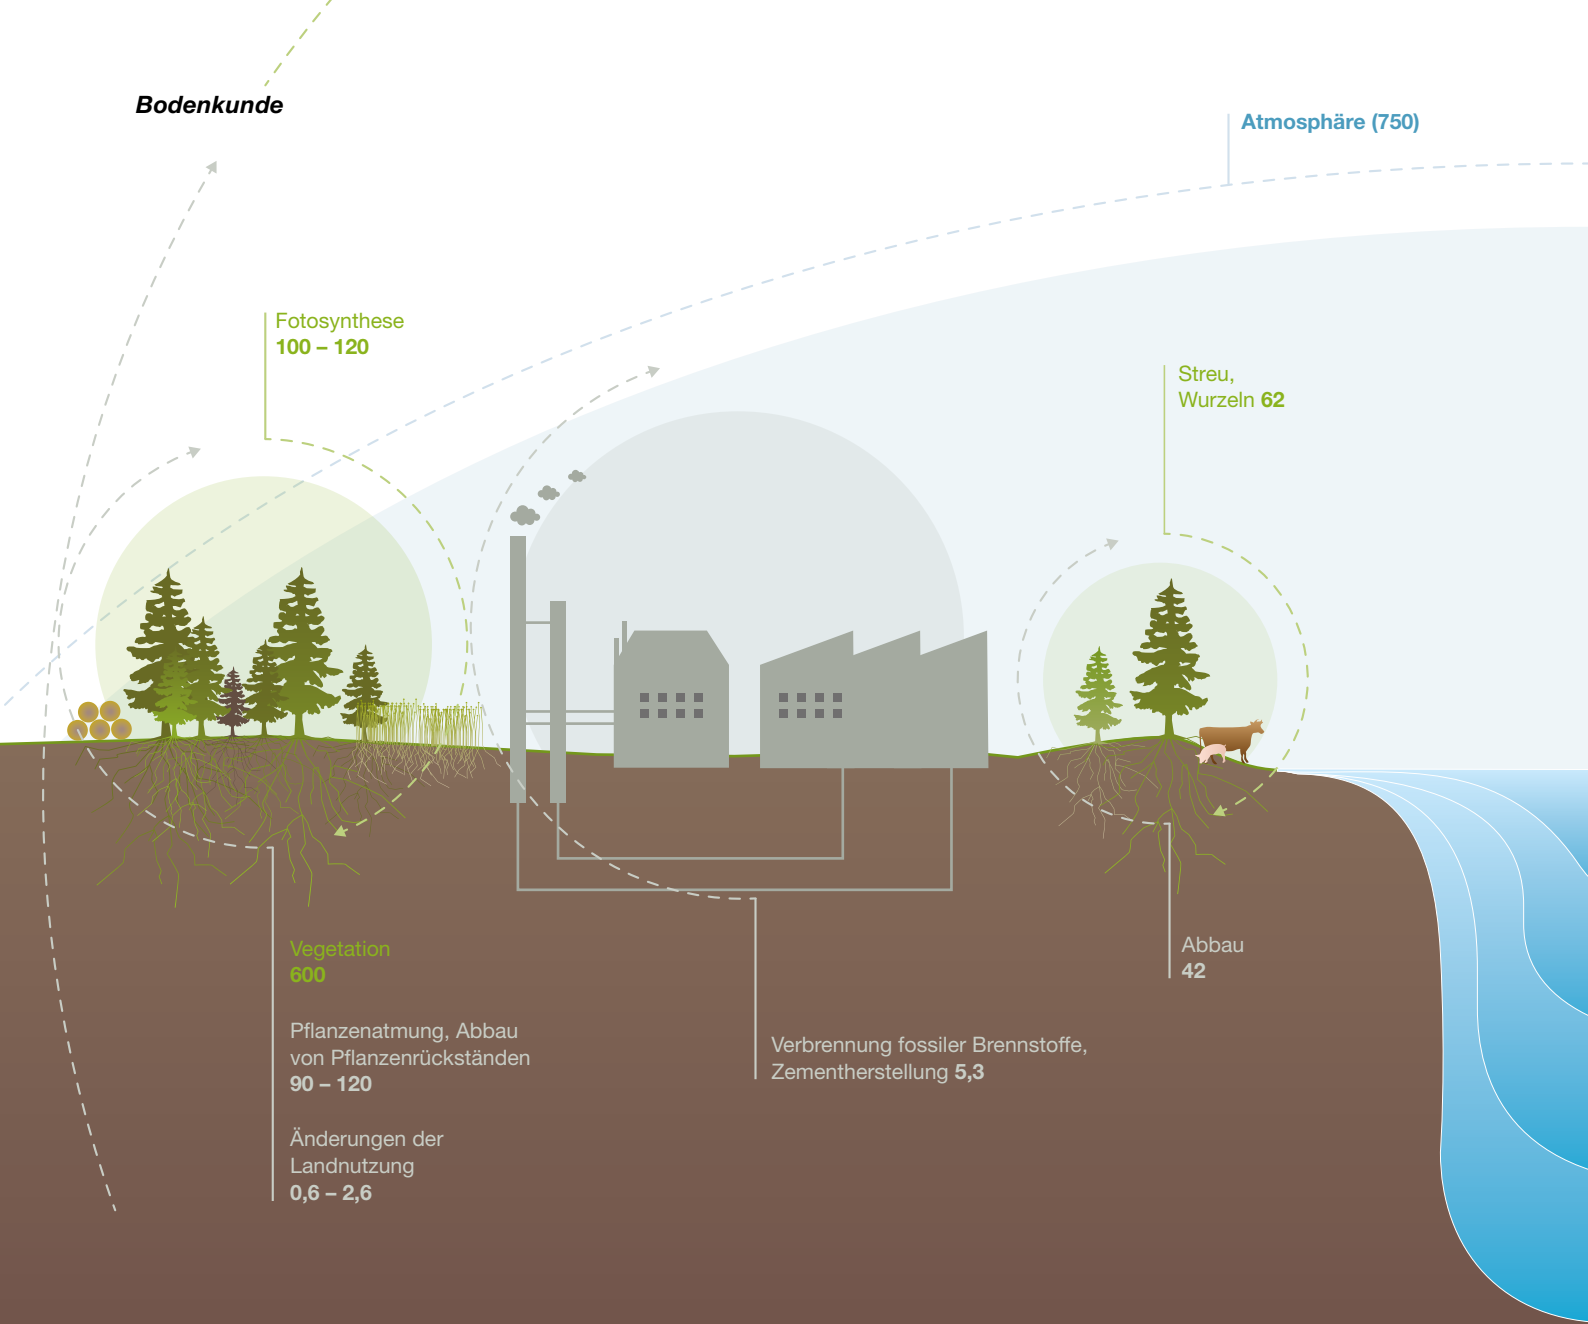 Bodenkunde
Atmosphäre (750)
Fotosynthese
100 – 120
Streu,
Wurzeln 62
Vegetation
600
Pflanzenatmung, Abbau
von Pflanzenrückständen
90 – 120
Änderungen der
Landnutzung
0,6 – 2,6
Verbrennung fossiler Brennstoffe,
Zementherstellung 5,3
Abbau
42